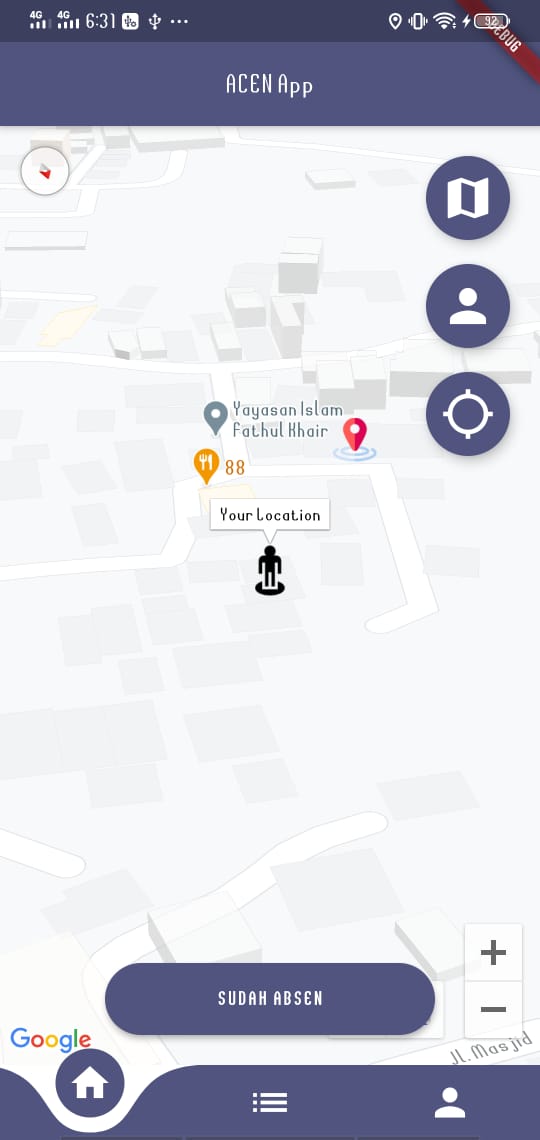 4G 4G 6:31 92
DEBUG
ACEN App
Yayasan Islam
Fathul Khair
88
Your Location
SUDAH ABSEN
Google
Jl. Masjid